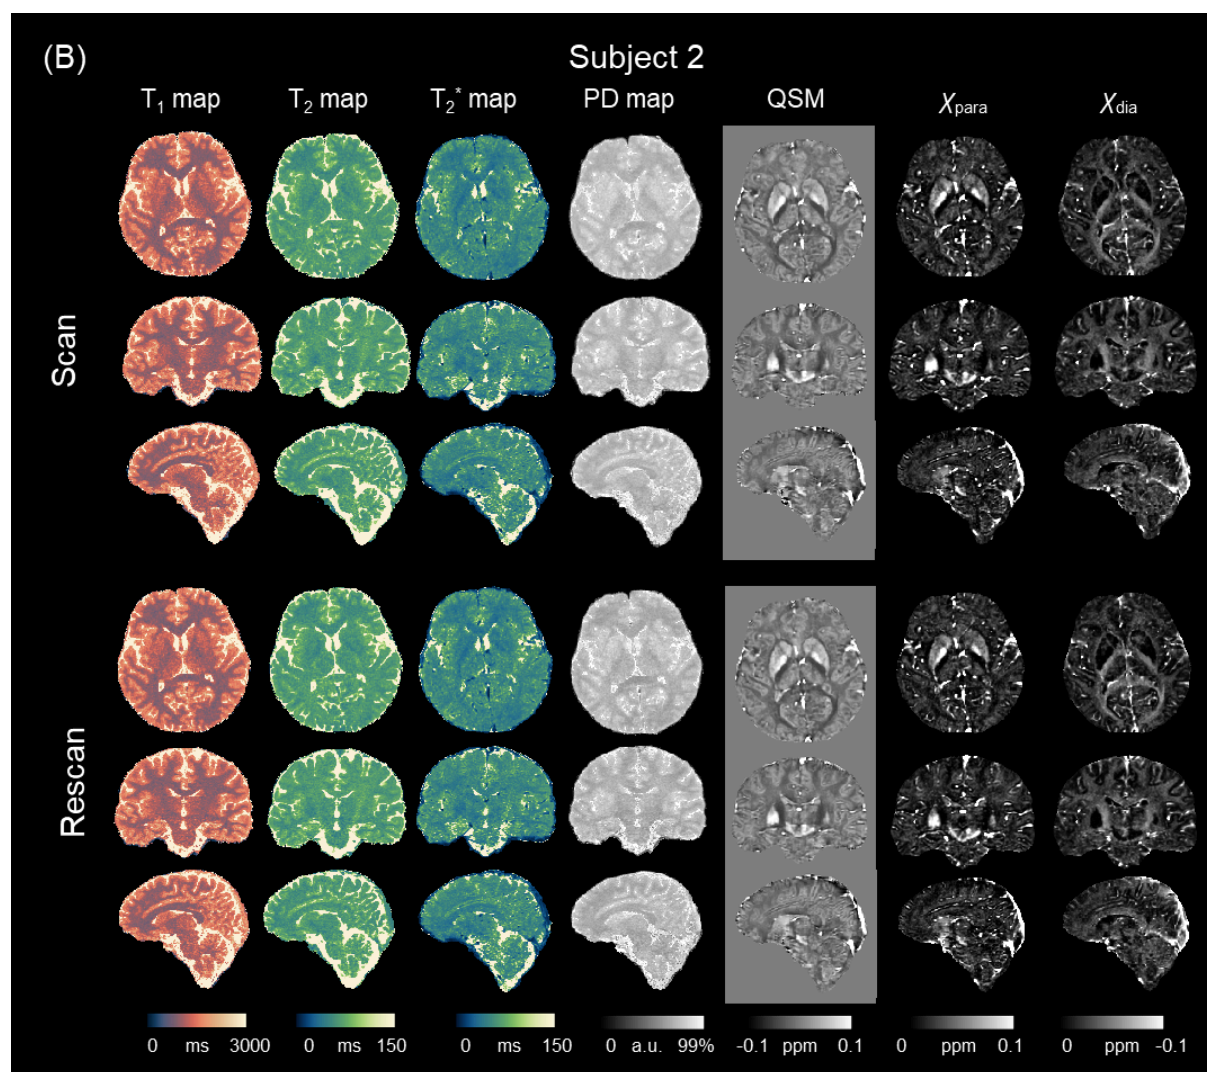 (B)
Subject 2
T₁ map
T₂ map
T₂* map
PD map
QSM
χpara
χdia
Scan
Rescan
0 ms 3000
0 ms 150
0 ms 150
0 a.u. 99%
-0.1 ppm 0.1
0 ppm 0.1
0 ppm -0.1